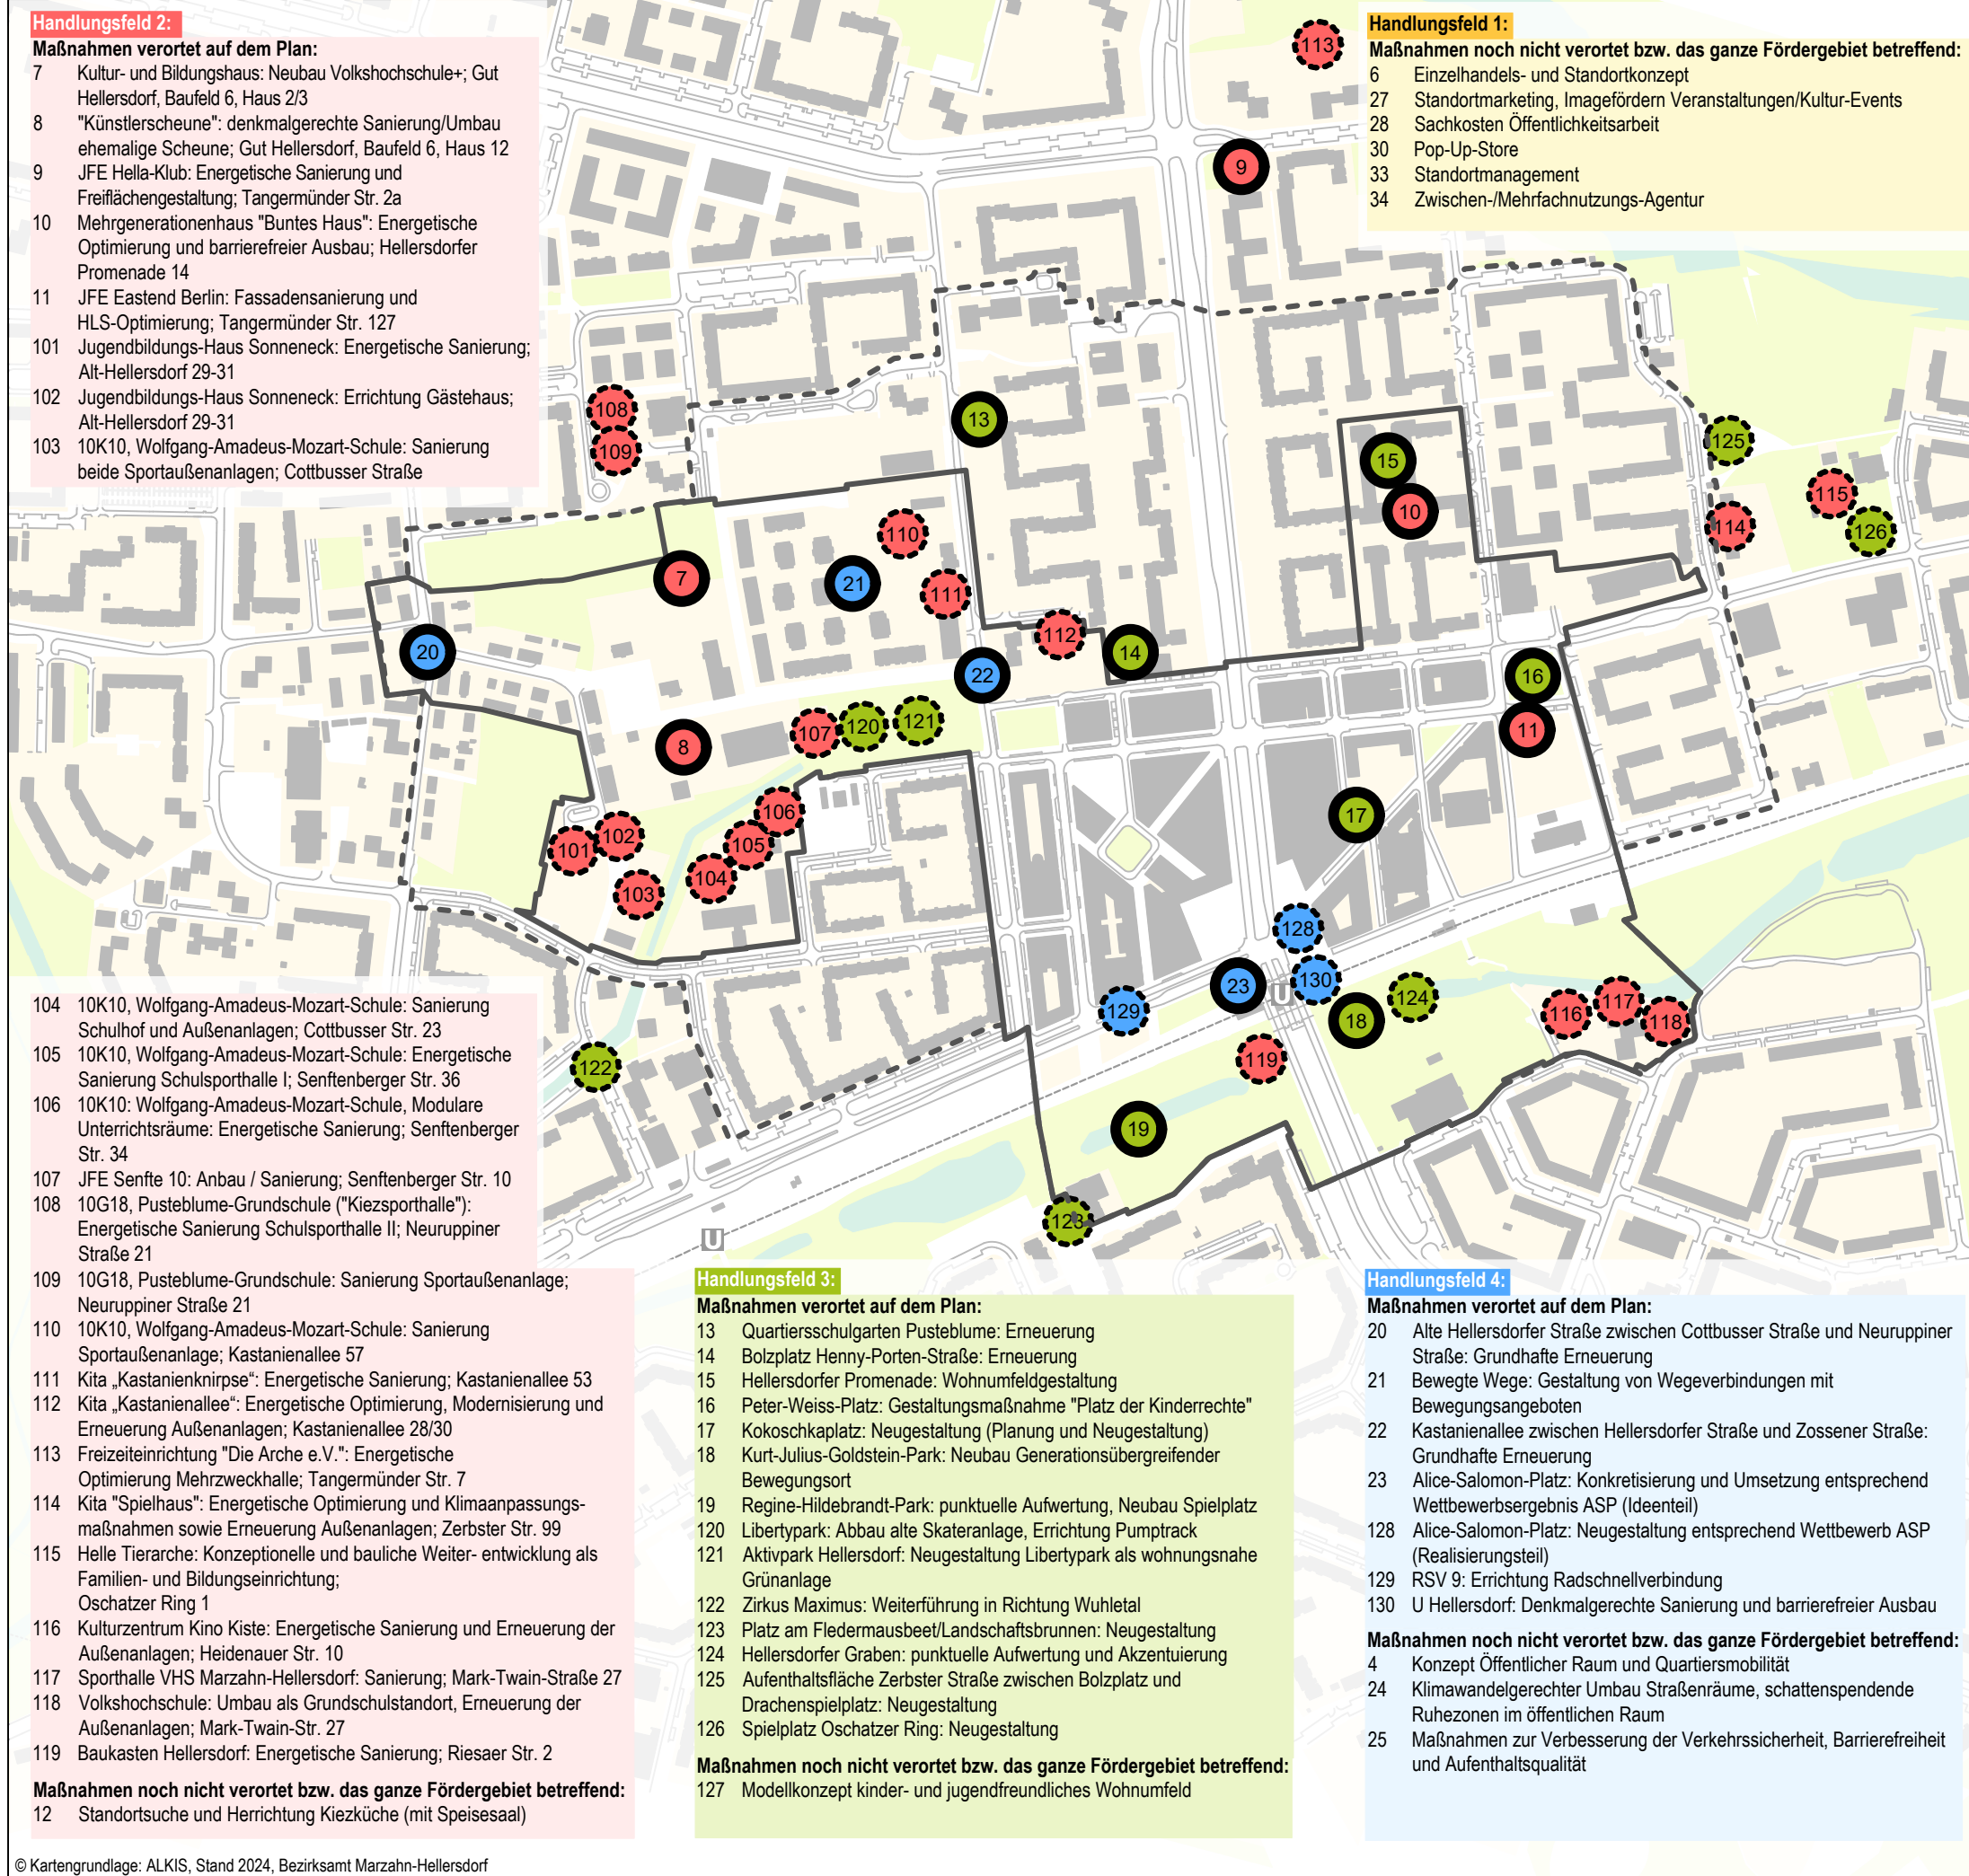 Handlungsfeld 2:
Maßnahmen verortet auf dem Plan:
7 Kultur- und Bildungshaus: Neubau Volkshochschule+; Gut
Hellersdorf, Baufeld 6, Haus 2/3
8 "Künstlerscheune": denkmalgerechte Sanierung/Umbau
ehemalige Scheune; Gut Hellersdorf, Baufeld 6, Haus 12
9 JFE Hella-Klub: Energetische Sanierung und
Freiflächengestaltung; Tangermünder Str. 2a
10 Mehrgenerationenhaus "Buntes Haus": Energetische
Optimierung und barrierefreier Ausbau; Hellersdorfer
Promenade 14
11 JFE Eastend Berlin: Fassadensanierung und
HLS-Optimierung; Tangermünder Str. 127
101 Jugendbildungs-Haus Sonneneck: Energetische Sanierung;
Alt-Hellersdorf 29-31
102 Jugendbildungs-Haus Sonneneck: Errichtung Gästehaus;
Alt-Hellersdorf 29-31
103 10K10, Wolfgang-Amadeus-Mozart-Schule: Sanierung
beide Sportaußenanlagen; Cottbusser Straße
Handlungsfeld 1:
Maßnahmen noch nicht verortet bzw. das ganze Fördergebiet betreffend:
6 Einzelhandels- und Standortkonzept
27 Standortmarketing, Imagefördern Veranstaltungen/Kultur-Events
28 Sachkosten Öffentlichkeitsarbeit
30 Pop-Up-Store
33 Standortmanagement
34 Zwischen-/Mehrfachnutzungs-Agentur
113
9
108
13
109
125
15
115
10
114
126
110
7
21
111
112
20
14
22
16
107
120
121
11
8
106
17
102
105
101
104
103
128
130
23
124
117
129
116
18
118
U
119
122
19
123
U
104 10K10, Wolfgang-Amadeus-Mozart-Schule: Sanierung
Schulhof und Außenanlagen; Cottbusser Str. 23
105 10K10, Wolfgang-Amadeus-Mozart-Schule: Energetische
Sanierung Schulsporthalle I; Senftenberger Str. 36
106 10K10: Wolfgang-Amadeus-Mozart-Schule, Modulare
Unterrichtsräume: Energetische Sanierung; Senftenberger
Str. 34
107 JFE Senfte 10: Anbau / Sanierung; Senftenberger Str. 10
108 10G18, Pusteblume-Grundschule ("Kiezsporthalle"):
Energetische Sanierung Schulsporthalle II; Neuruppiner
Straße 21
109 10G18, Pusteblume-Grundschule: Sanierung Sportaußenanlage;
Neuruppiner Straße 21
110 10K10, Wolfgang-Amadeus-Mozart-Schule: Sanierung
Sportaußenanlage; Kastanienallee 57
111 Kita „Kastanienknirpse“: Energetische Sanierung; Kastanienallee 53
112 Kita „Kastanienallee“: Energetische Optimierung, Modernisierung und
Erneuerung Außenanlagen; Kastanienallee 28/30
113 Freizeiteinrichtung "Die Arche e.V.": Energetische
Optimierung Mehrzweckhalle; Tangermünder Str. 7
114 Kita "Spielhaus": Energetische Optimierung und Klimaanpassungs-
maßnahmen sowie Erneuerung Außenanlagen; Zerbster Str. 99
115 Helle Tierarche: Konzeptionelle und bauliche Weiter- entwicklung als
Familien- und Bildungseinrichtung;
Oschatzer Ring 1
116 Kulturzentrum Kino Kiste: Energetische Sanierung und Erneuerung der
Außenanlagen; Heidenauer Str. 10
117 Sporthalle VHS Marzahn-Hellersdorf: Sanierung; Mark-Twain-Straße 27
118 Volkshochschule: Umbau als Grundschulstandort, Erneuerung der
Außenanlagen; Mark-Twain-Str. 27
119 Baukasten Hellersdorf: Energetische Sanierung; Riesaer Str. 2
Maßnahmen noch nicht verortet bzw. das ganze Fördergebiet betreffend:
12 Standortsuche und Herrichtung Kiezküche (mit Speisesaal)
Handlungsfeld 3:
Maßnahmen verortet auf dem Plan:
13 Quartiersschulgarten Pusteblume: Erneuerung
14 Bolzplatz Henny-Porten-Straße: Erneuerung
15 Hellersdorfer Promenade: Wohnumfeldgestaltung
16 Peter-Weiss-Platz: Gestaltungsmaßnahme "Platz der Kinderrechte"
17 Kokoschkaplatz: Neugestaltung (Planung und Neugestaltung)
18 Kurt-Julius-Goldstein-Park: Neubau Generationsübergreifender
Bewegungsort
19 Regine-Hildebrandt-Park: punktuelle Aufwertung, Neubau Spielplatz
120 Libertypark: Abbau alte Skateranlage, Errichtung Pumptrack
121 Aktivpark Hellersdorf: Neugestaltung Libertypark als wohnungsnahe
Grünanlage
122 Zirkus Maximus: Weiterführung in Richtung Wuhletal
123 Platz am Fledermausbeet/Landschaftsbrunnen: Neugestaltung
124 Hellersdorfer Graben: punktuelle Aufwertung und Akzentuierung
125 Aufenthaltsfläche Zerbster Straße zwischen Bolzplatz und
Drachenspielplatz: Neugestaltung
126 Spielplatz Oschatzer Ring: Neugestaltung
Maßnahmen noch nicht verortet bzw. das ganze Fördergebiet betreffend:
127 Modellkonzept kinder- und jugendfreundliches Wohnumfeld
Handlungsfeld 4:
Maßnahmen verortet auf dem Plan:
20 Alte Hellersdorfer Straße zwischen Cottbusser Straße und Neuruppiner
Straße: Grundhafte Erneuerung
21 Bewegte Wege: Gestaltung von Wegeverbindungen mit
Bewegungsangeboten
22 Kastanienallee zwischen Hellersdorfer Straße und Zossener Straße:
Grundhafte Erneuerung
23 Alice-Salomon-Platz: Konkretisierung und Umsetzung entsprechend
Wettbewerbsergebnis ASP (Ideenteil)
128 Alice-Salomon-Platz: Neugestaltung entsprechend Wettbewerb ASP
(Realisierungsteil)
129 RSV 9: Errichtung Radschnellverbindung
130 U Hellersdorf: Denkmalgerechte Sanierung und barrierefreier Ausbau
Maßnahmen noch nicht verortet bzw. das ganze Fördergebiet betreffend:
4 Konzept Öffentlicher Raum und Quartiersmobilität
24 Klimawandelgerechter Umbau Straßenräume, schattenspendende
Ruhezonen im öffentlichen Raum
25 Maßnahmen zur Verbesserung der Verkehrssicherheit, Barrierefreiheit
und Aufenthaltsqualität
© Kartengrundlage: ALKIS, Stand 2024, Bezirksamt Marzahn-Hellersdorf